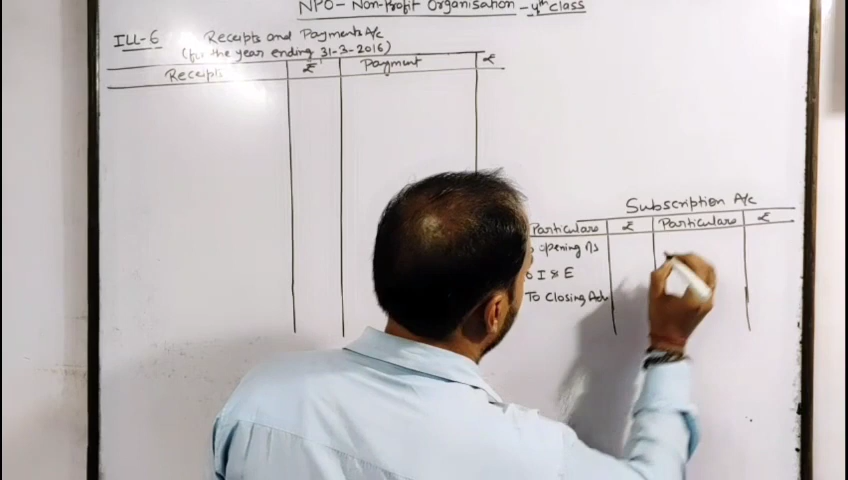 NPO - Non-Profit Organisation - 4th Class
ILL-6 Receipts and Payments A/c
(for the year ending 31-3-2016)
Receipts ₹ Payment ₹
Subscription A/c
Particulars ₹ Particulars ₹
opening
I & E
To Closing Adv